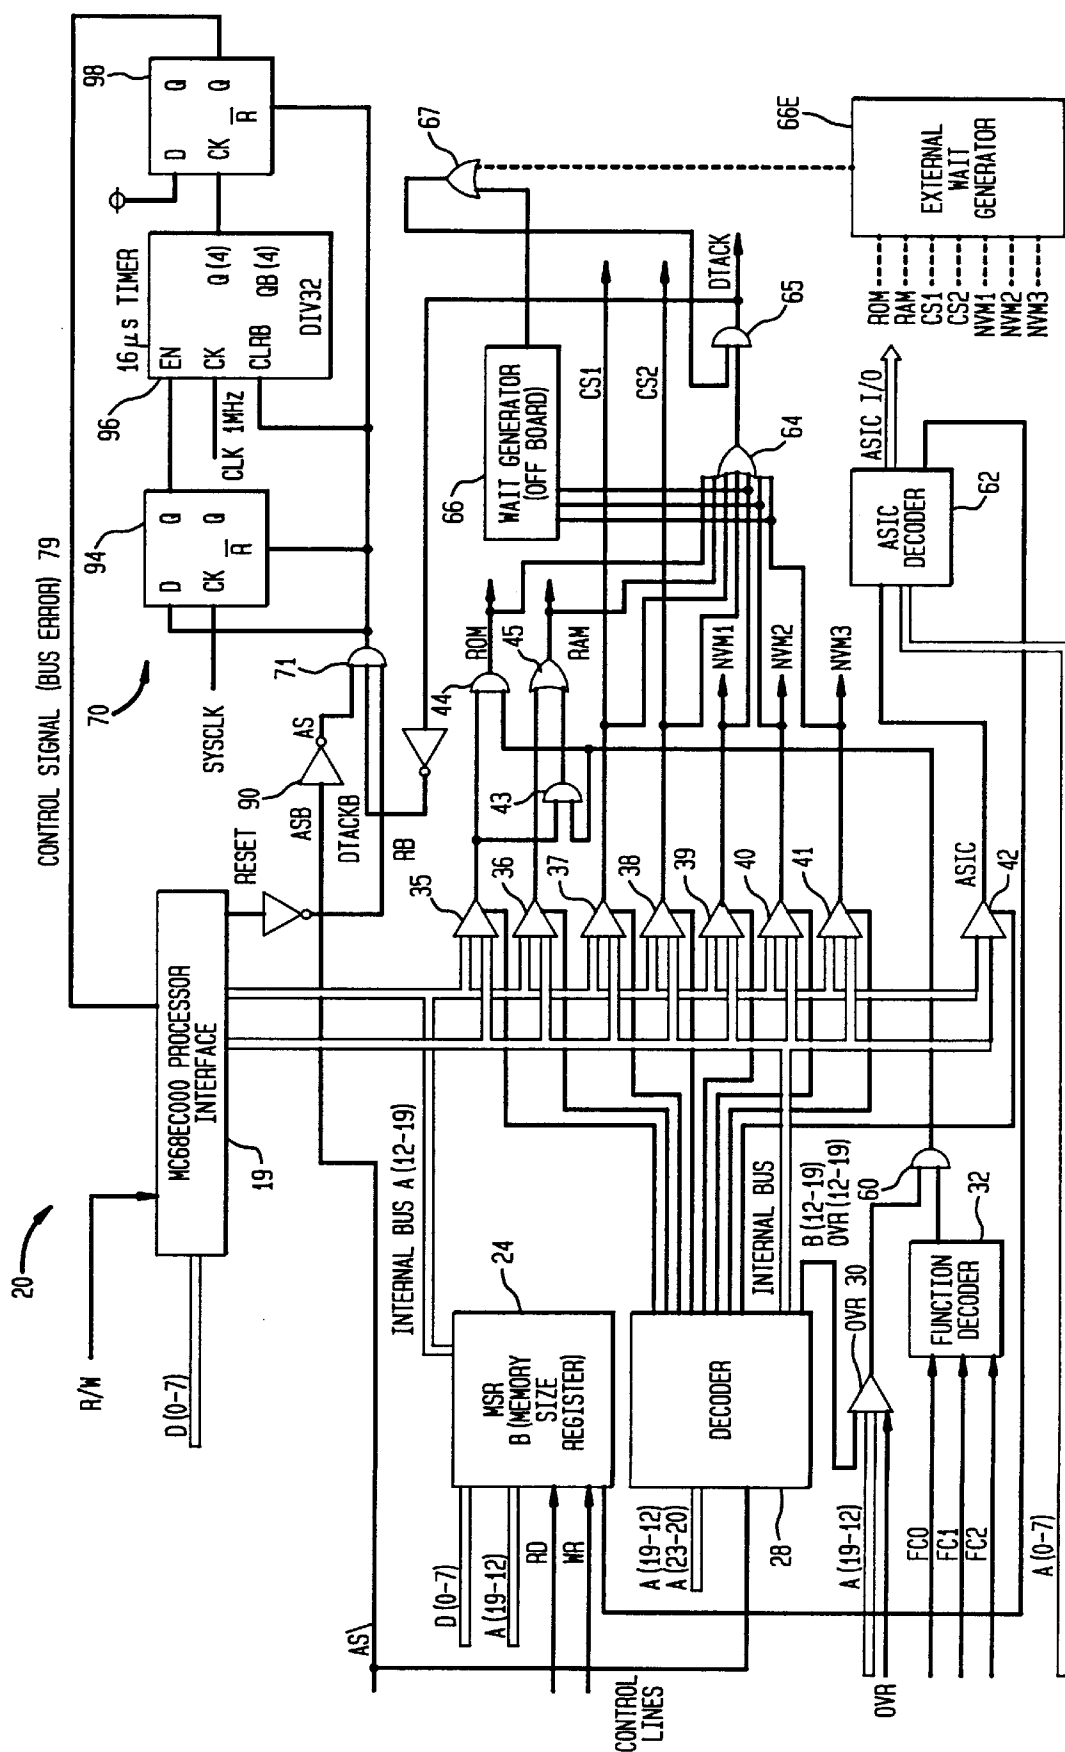 20
R/W
D(0-7)
MC68EC000 PROCESSOR
INTERFACE
19
CONTROL SIGNAL (BUS ERROR) 79
70
SYSCLK
94
D
Q
CK
Q
R
CLK 1MHz
96
16µs TIMER
EN
CK
CLRB
Q(4)
QB(4)
DIV32
98
D
Q
CK
Q
R
RESET
ASB
90
AS
71
DTACKB
RB
AS\
CONTROL
LINES
D(0-7)
A(19-12)
RD
WR
MSR
B(MEMORY
SIZE
REGISTER)
24
INTERNAL BUS A(12-19)
A(19-12)
A(23-20)
28
DECODER
INTERNAL BUS
B(12-19)
OVR(12-19)
A(19-12)
OVR
OVR 30
FC0
FC1
FC2
FUNCTION
DECODER
32
60
A(0-7)
35
36
37
38
39
40
41
42
43
44
45
ROM
RAM
CS1
CS2
NVM1
NVM2
NVM3
ASIC
66
WAIT GENERATOR
(OFF BOARD)
67
64
65
DTACK
ASIC
DECODER
62
ASIC I/O
ROM
RAM
CS1
CS2
NVM1
NVM2
NVM3
EXTERNAL
WAIT
GENERATOR
66E